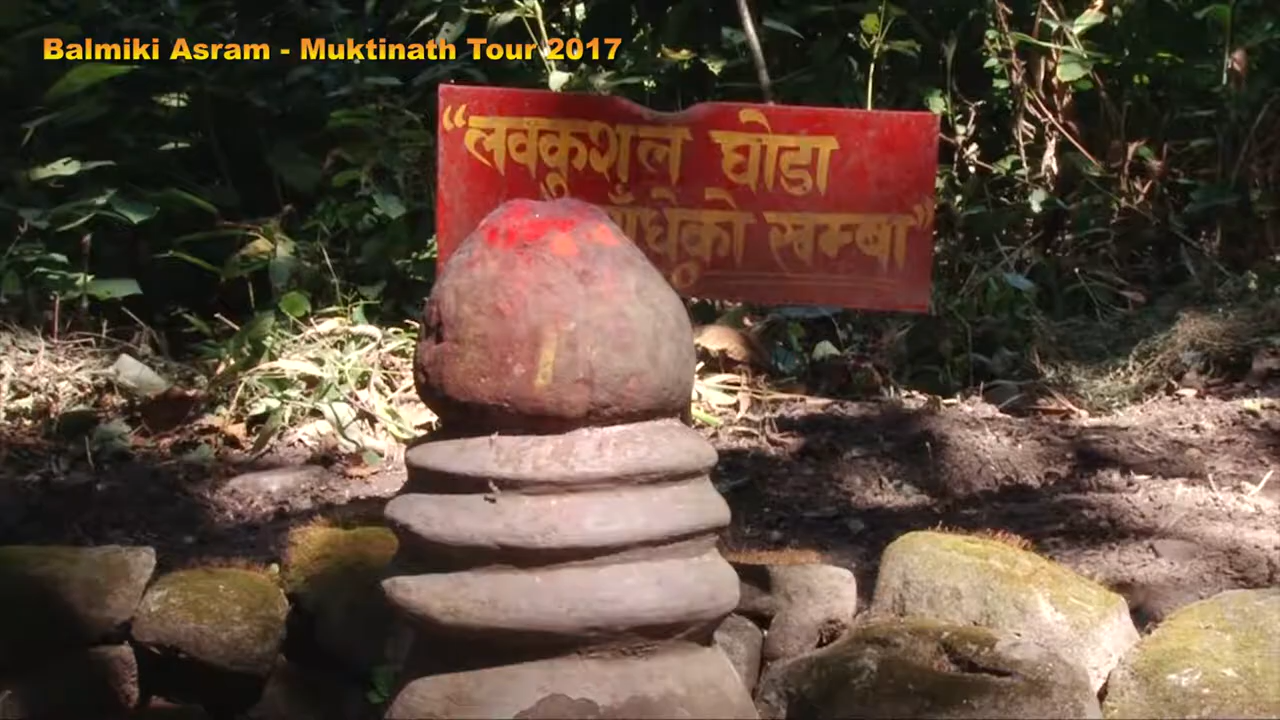 Balmiki Asram - Muktinath Tour 2017
“लवकुशले घोडा
बाँधेको खम्बा”